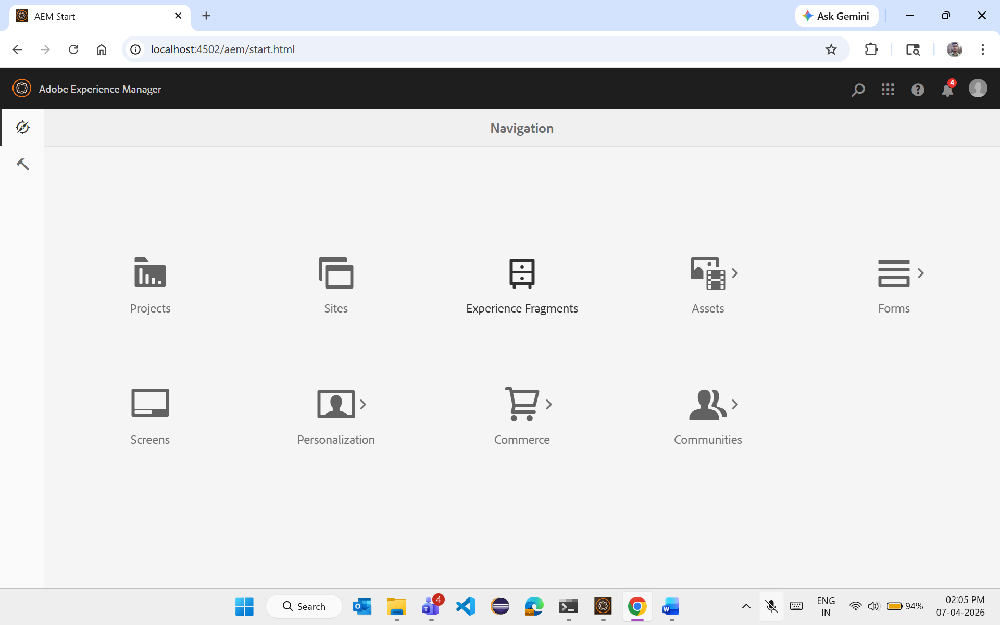 AEM Start
Ask Gemini
localhost:4502/aem/start.html
Adobe Experience Manager
4
Navigation
Projects
Sites
Experience Fragments
Assets
Forms
Screens
Personalization
Commerce
Communities
Search
4
ENG
IN
94%
02:05 PM
07-04-2026